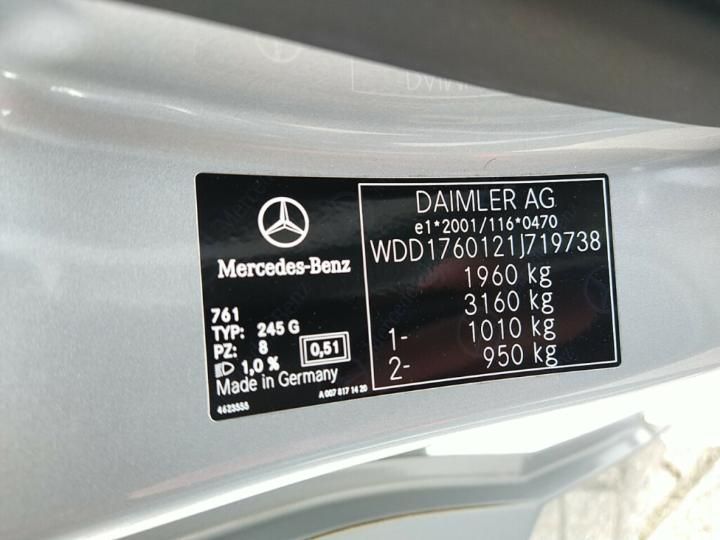 Mercedes-Benz
761
TYP: 245 G
PZ: 8
1,0 %
0,51
Made in Germany
4623555
A 007 817 14 20
DAIMLER AG
e1*2001/116*0470
WDD1760121J719738
1960 kg
3160 kg
1- 1010 kg
2- 950 kg